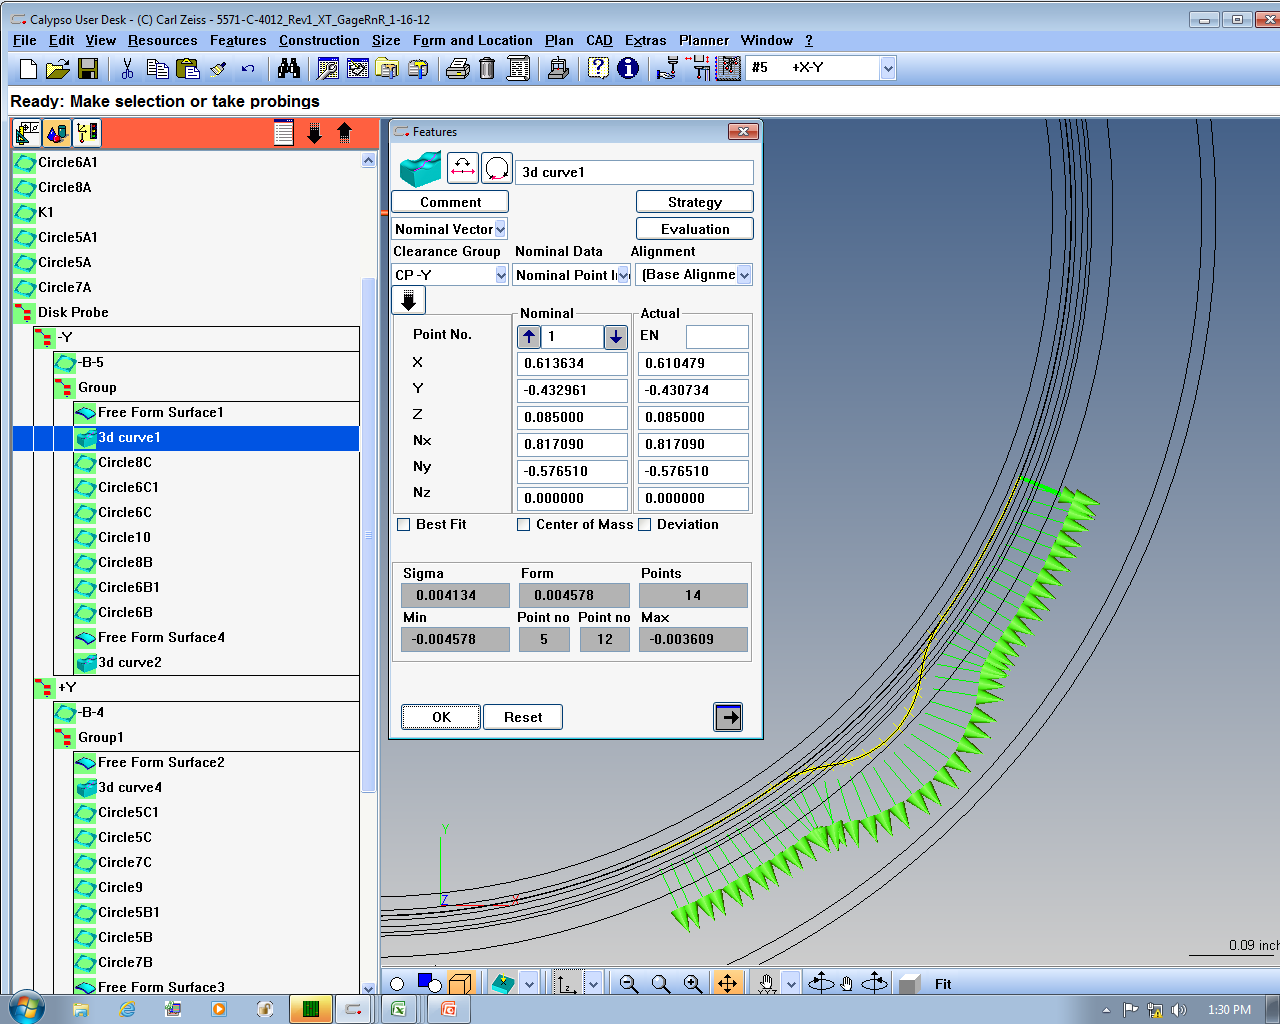 Calypso User Desk - (C) Carl Zeiss - 5571-C-4012_Rev1_XT_GageRnR_1-16-12
File Edit View Resources Features Construction Size Form and Location Plan CAD Extras Planner Window ?
#5 +X-Y
Ready: Make selection or take probings
Circle6A1
Circle8A
K1
Circle5A1
Circle5A
Circle7A
Disk Probe
-Y
-B-5
Group
Free Form Surface1
3d curve1
Circle8C
Circle6C1
Circle6C
Circle10
Circle8B
Circle6B1
Circle6B
Free Form Surface4
3d curve2
+Y
-B-4
Group1
Free Form Surface2
3d curve4
Circle5C1
Circle5C
Circle7C
Circle9
Circle5B1
Circle5B
Circle7B
Free Form Surface3
Features
3d curve1
Comment Strategy
Nominal Vector Evaluation
Clearance Group Nominal Data Alignment
CP -Y Nominal Point (Base Alignme
Nominal Actual
Point No. 1 EN
X 0.613634 0.610479
Y -0.432961 -0.430734
Z 0.085000 0.085000
Nx 0.817090 0.817090
Ny -0.576510 -0.576510
Nz 0.000000 0.000000
Best Fit Center of Mass Deviation
Sigma Form Points
0.004134 0.004578 14
Min Point no Point no Max
-0.004578 5 12 -0.003609
OK Reset
Y
Z
X
0.09 inch
Fit
1:30 PM